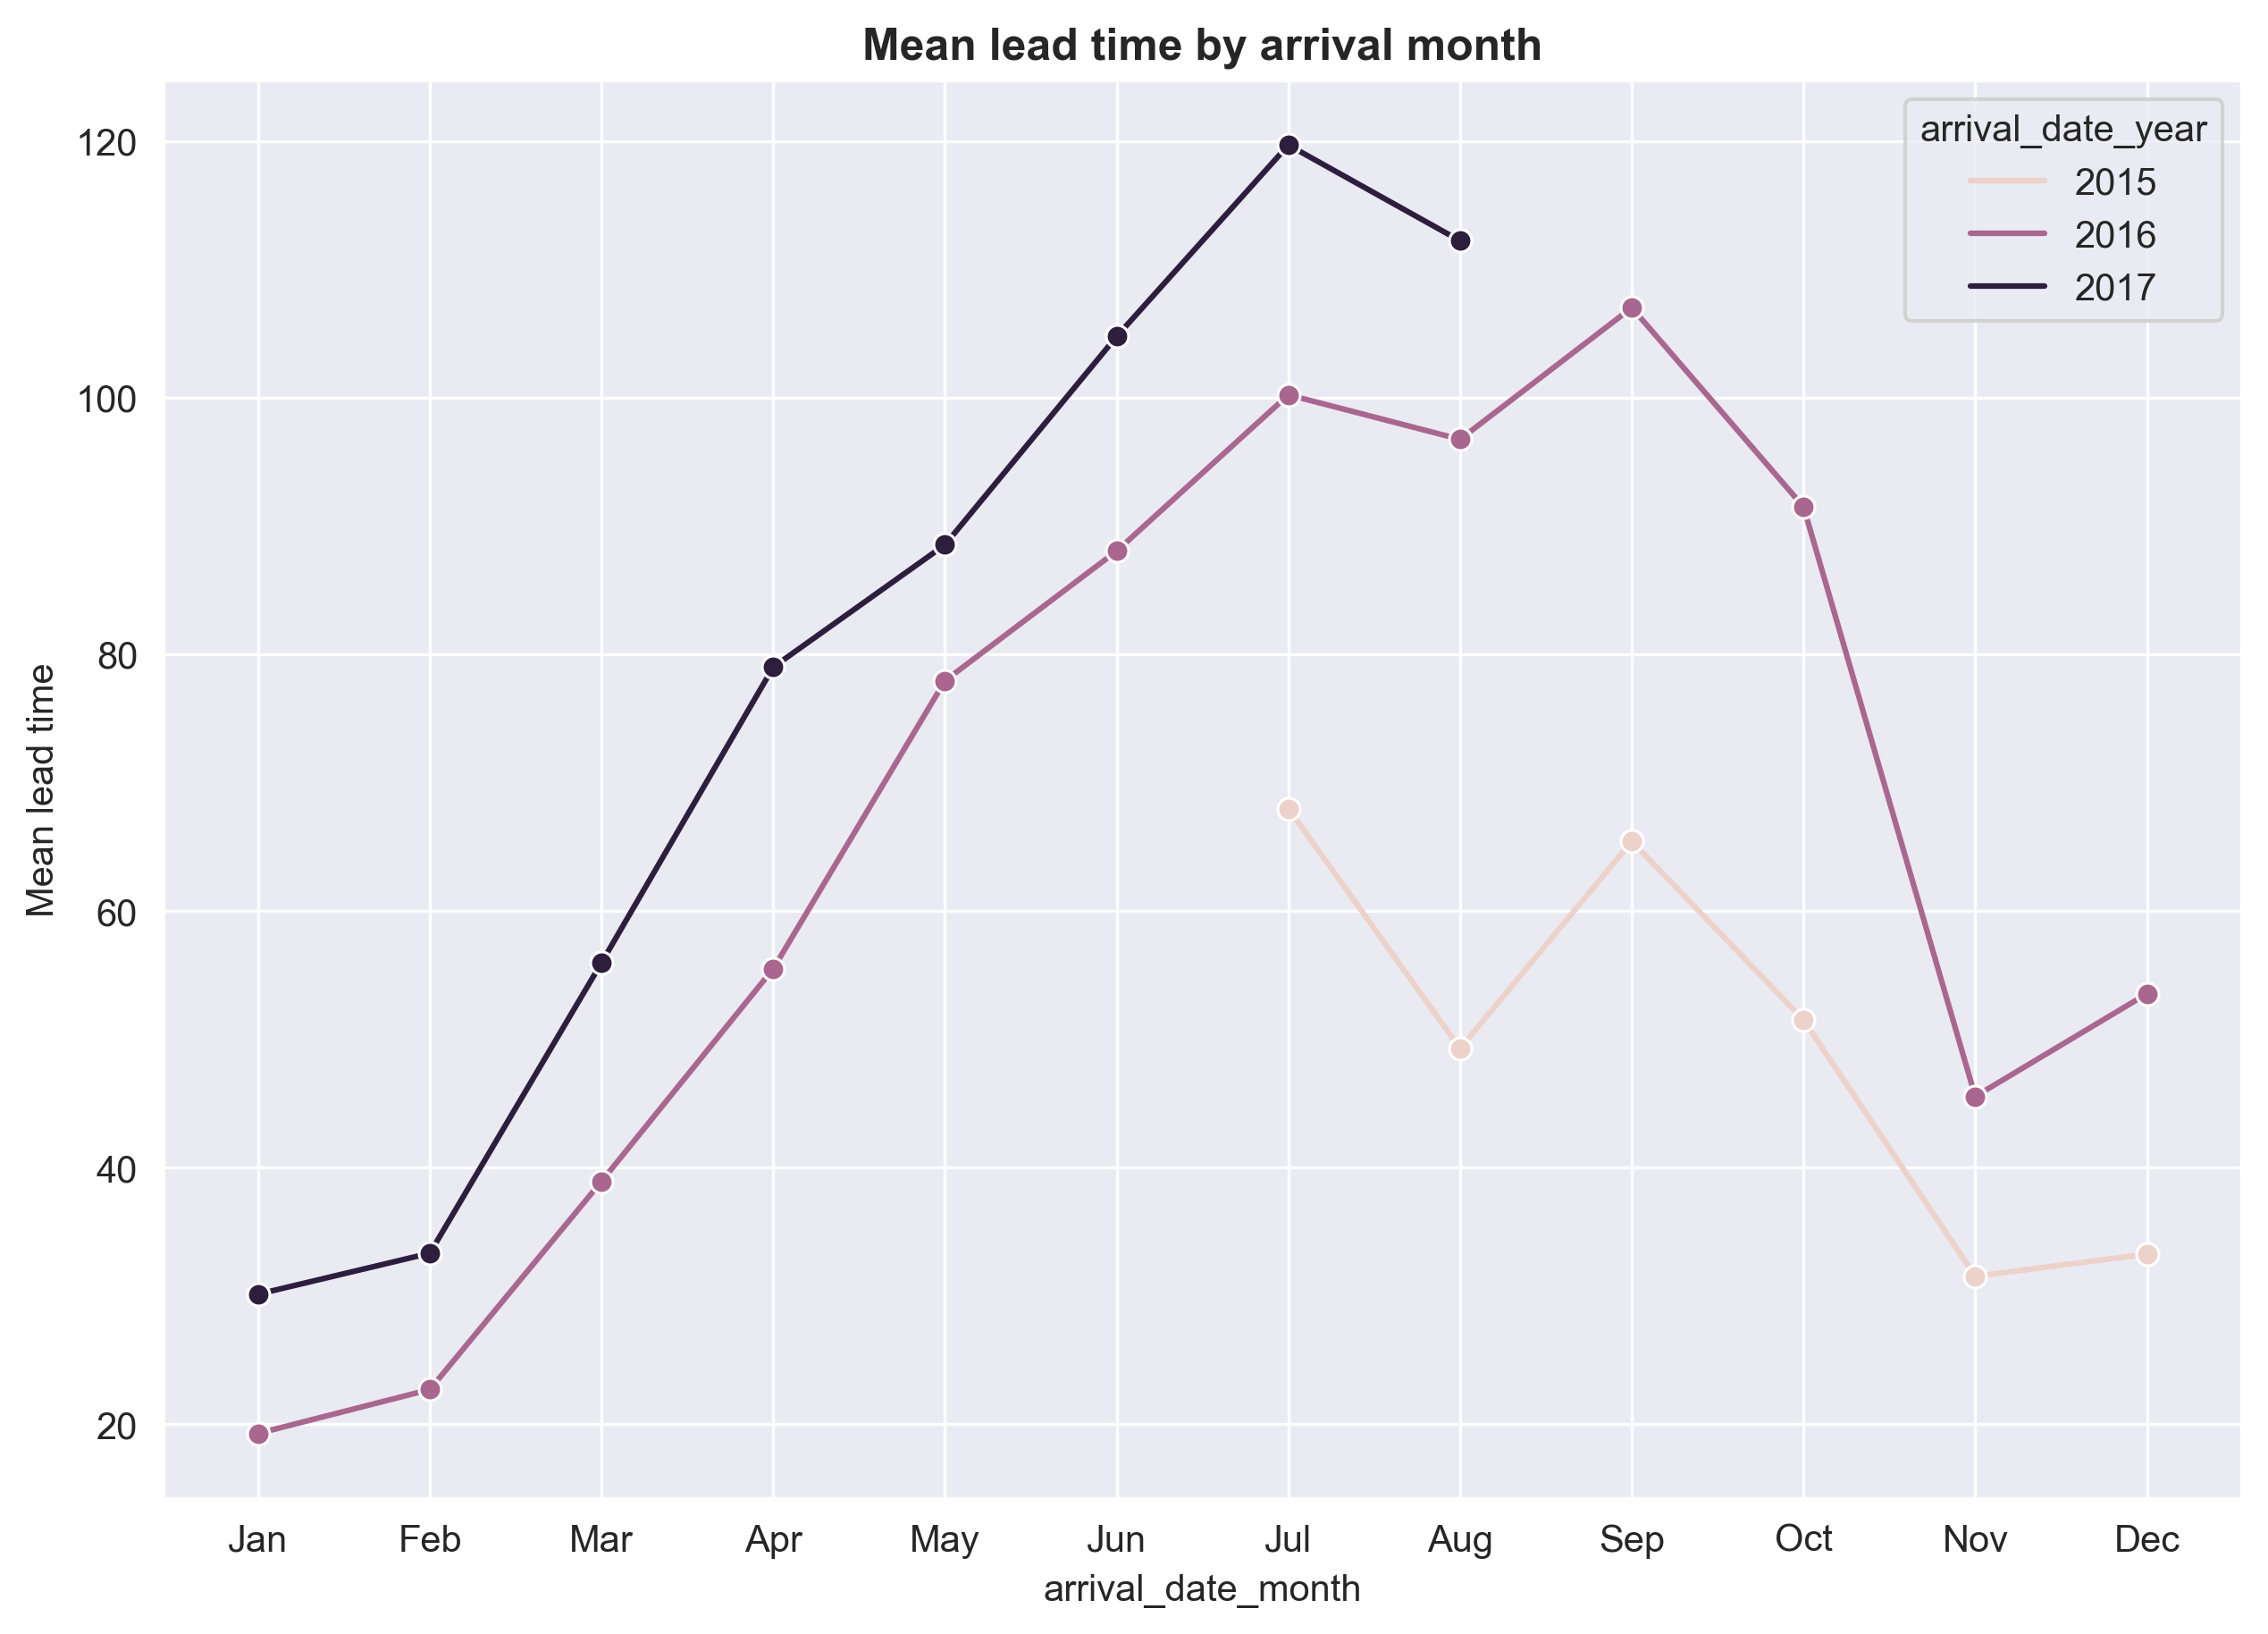 Mean lead time by arrival month
120
100
80
60
40
20
Mean lead time
arrival_date_year
2015
2016
2017
Jan Feb Mar Apr May Jun Jul Aug Sep Oct Nov Dec
arrival_date_month